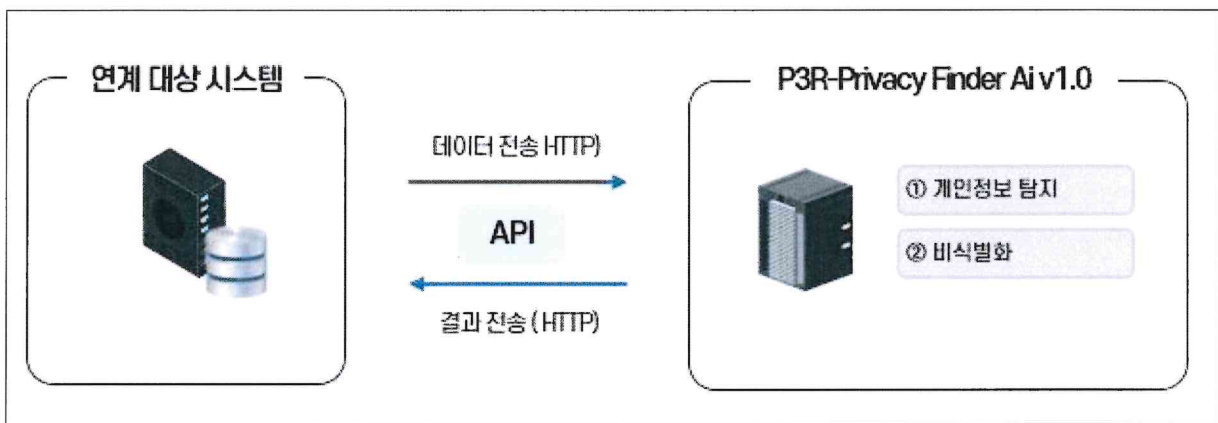 연계 대상 시스템
P3R-Privacy Finder Ai v1.0
데이터 전송 HTTP)
API
결과 전송 ( HTTP)
① 개인정보 탐지
② 비식별화